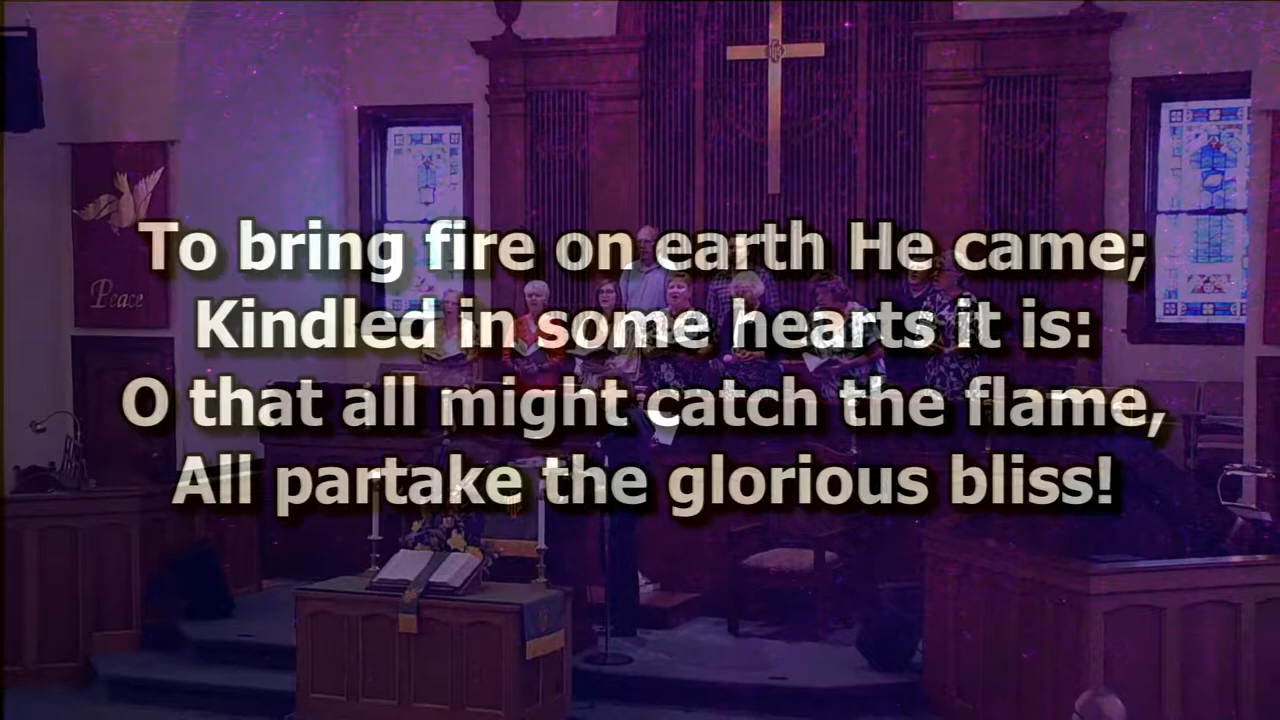 To bring fire on earth He came;
Kindled in some hearts it is:
O that all might catch the flame,
All partake the glorious bliss!
Peace